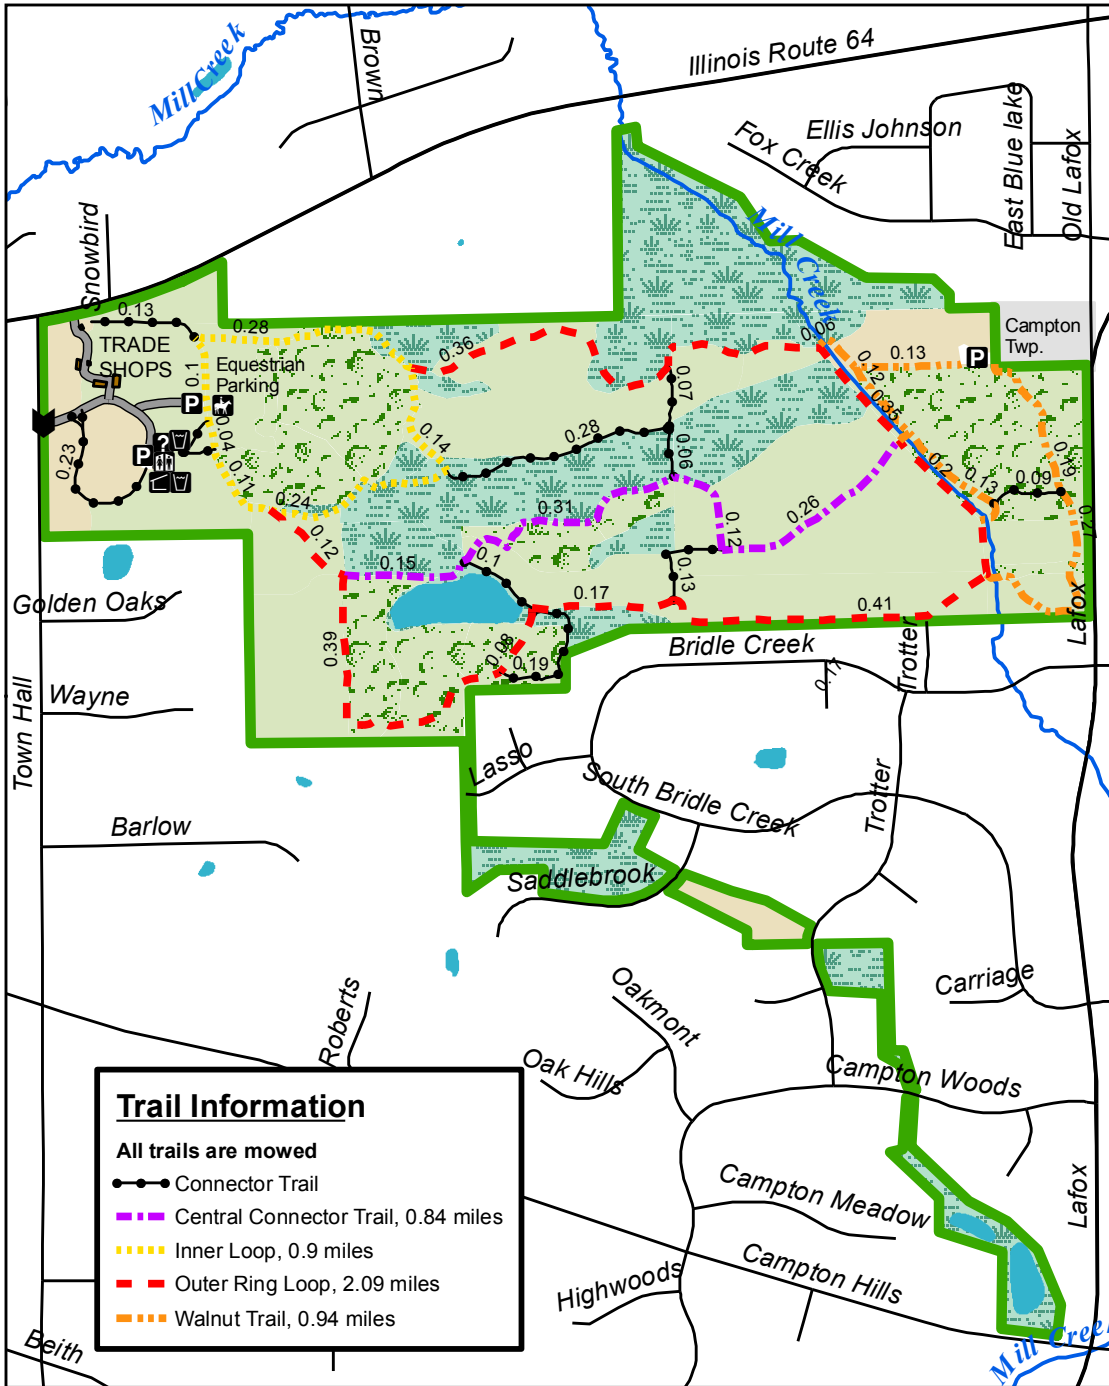 Mill Creek
Brown
Illinois Route 64
Ellis Johnson
Fox Creek
East Blue lake
Old Lafox
Mill Creek
Snowbird
0.13
0.28
TRADE
SHOPS
Equestrian
Parking
0.1
P
0.04
0.36
0.06
Campton
Twp.
P
0.13
0.12
0.35
0.07
0.28
0.06
0.14
?
P
0.23
0.11
0.24
0.12
0.31
0.15
0.1
0.12
0.26
0.2
0.13
0.09
0.19
0.21
0.13
0.17
0.41
0.39
0.08
0.19
Golden Oaks
Wayne
Town Hall
Barlow
Bridle Creek
0.17
Trotter
Lafox
Lasso
South Bridle Creek
Trotter
Saddlebrook
Carriage
Roberts
Oakmont
Oak Hills
Campton Woods
Campton Meadow
Lafox
Campton Hills
Highwoods
Mill Creek
Beith
Trail Information
All trails are mowed
Connector Trail
Central Connector Trail, 0.84 miles
Inner Loop, 0.9 miles
Outer Ring Loop, 2.09 miles
Walnut Trail, 0.94 miles